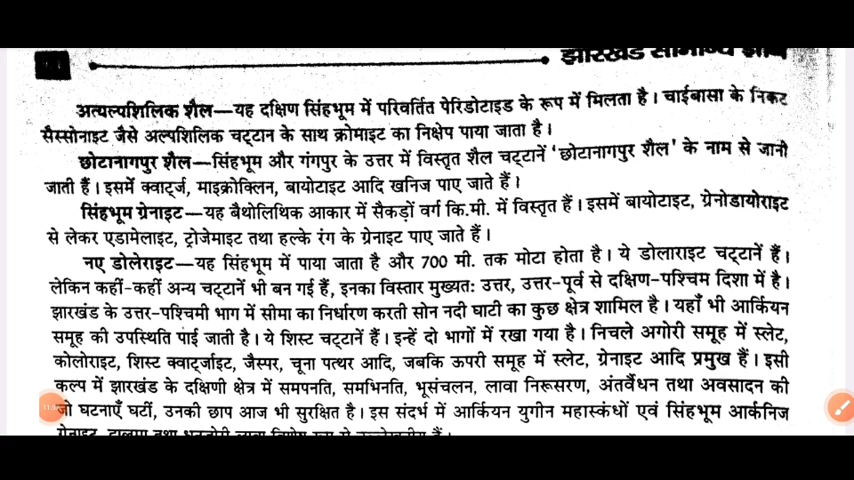 झारखंड सामान्य ज्ञान
अत्यल्पशिलिक शैल—यह दक्षिण सिंहभूम में परिवर्तित पेरिडोटाइड के रूप में मिलता है। चाईबासा के निकट
सैस्सोनाइट जैसे अल्पशिलिक चट्टान के साथ क्रोमाइट का निक्षेप पाया जाता है।
छोटानागपुर शैल—सिंहभूम और गंगपुर के उत्तर में विस्तृत शैल चट्टानें ‘छोटानागपुर शैल’ के नाम से जानी
जाती हैं। इसमें क्वार्ट्ज, माइक्रोक्लिन, बायोटाइट आदि खनिज पाए जाते हैं।
सिंहभूम ग्रेनाइट—यह बैथोलिथिक आकार में सैकड़ों वर्ग कि.मी. में विस्तृत हैं। इसमें बायोटाइट, ग्रेनोडायोराइट
से लेकर एडामेलाइट, ट्रोजेमाइट तथा हल्के रंग के ग्रेनाइट पाए जाते हैं।
नए डोलेराइट—यह सिंहभूम में पाया जाता है और 700 मी. तक मोटा होता है। ये डोलाराइट चट्टानें हैं।
लेकिन कहीं-कहीं अन्य चट्टानें भी बन गई हैं, इनका विस्तार मुख्यतः उत्तर, उत्तर-पूर्व से दक्षिण-पश्चिम दिशा में है।
झारखंड के उत्तर-पश्चिमी भाग में सीमा का निर्धारण करती सोन नदी घाटी का कुछ क्षेत्र शामिल है। यहाँ भी आर्कियन
समूह की उपस्थिति पाई जाती है। ये शिस्ट चट्टानें हैं। इन्हें दो भागों में रखा गया है। निचले अगोरी समूह में स्लेट,
कोलोराइट, शिस्ट क्वार्ट्जाइट, जैस्पर, चूना पत्थर आदि, जबकि ऊपरी समूह में स्लेट, ग्रेनाइट आदि प्रमुख हैं। इसी
कल्प में झारखंड के दक्षिणी क्षेत्र में समपनति, समभिनति, भूसंचलन, लावा निरूसरण, अंतर्वेधन तथा अवसादन की
जो घटनाएँ घटीं, उनकी छाप आज भी सुरक्षित है। इस संदर्भ में आर्कियन युगीन महास्कंधों एवं सिंहभूम आर्कनिज